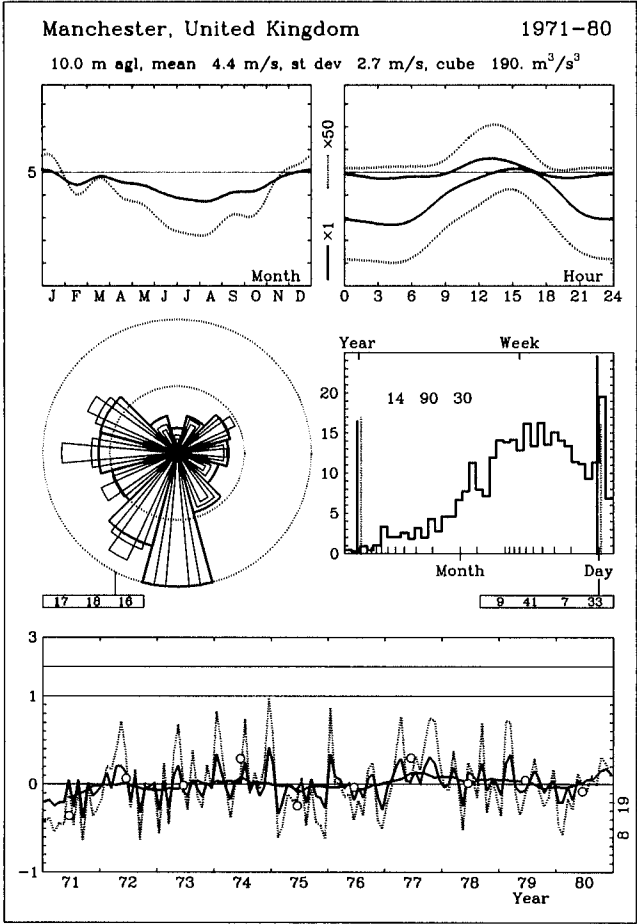 Manchester, United Kingdom 1971-80
10.0 m agl, mean 4.4 m/s, st dev 2.7 m/s, cube 190. m³/s³
5
×1 ×50
Month
J F M A M J J A S O N D
Hour
0 3 6 9 12 15 18 21 24
Year Week
20
15
10
5
0
14 90 30
Month Day
17 18 16
9 41 7 33
3
1
0
-1
8 19
71 72 73 74 75 76 77 78 79 80
Year